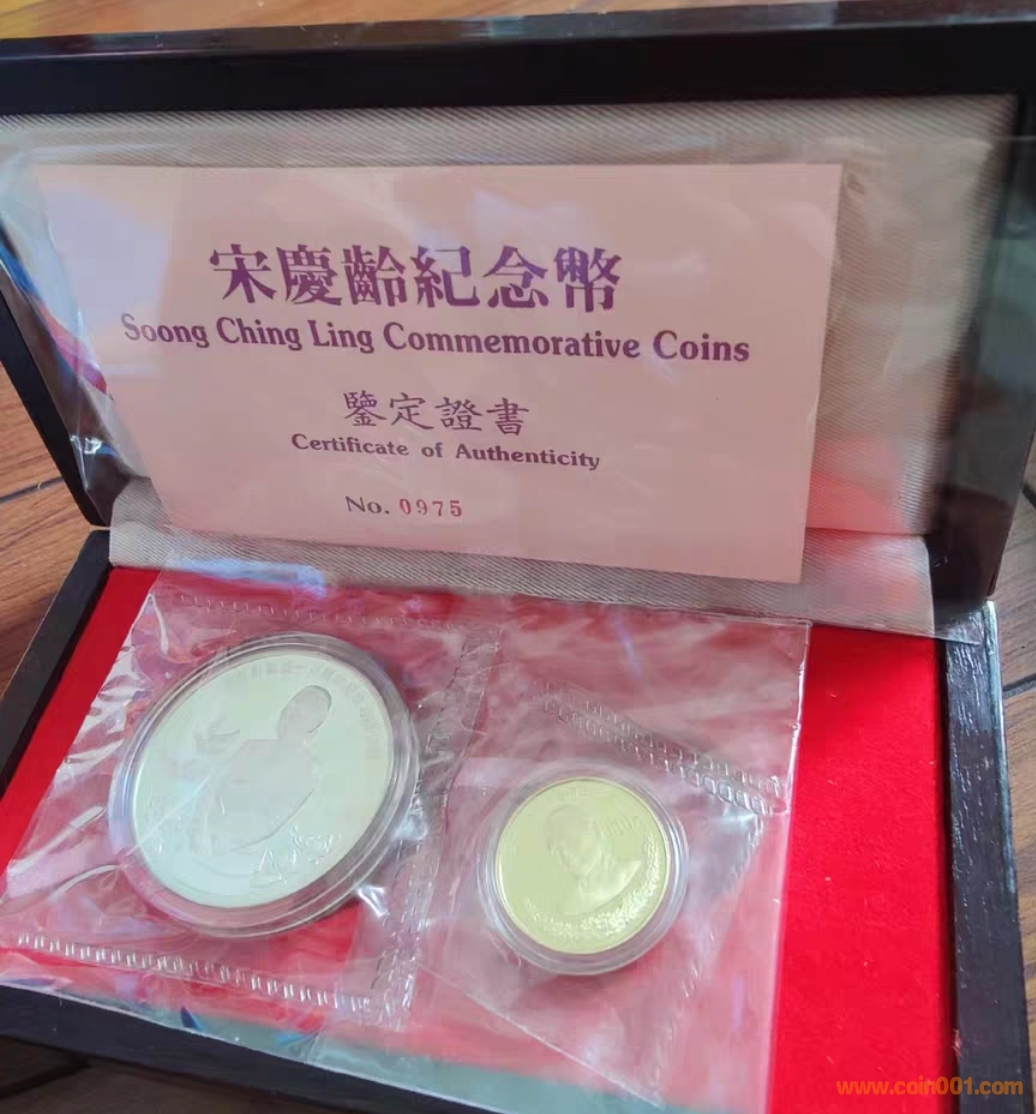 宋慶齡紀念幣
Soong Ching Ling Commemorative Coins
鑒定證書
Certificate of Authenticity
No. 0975
www.coin001.com